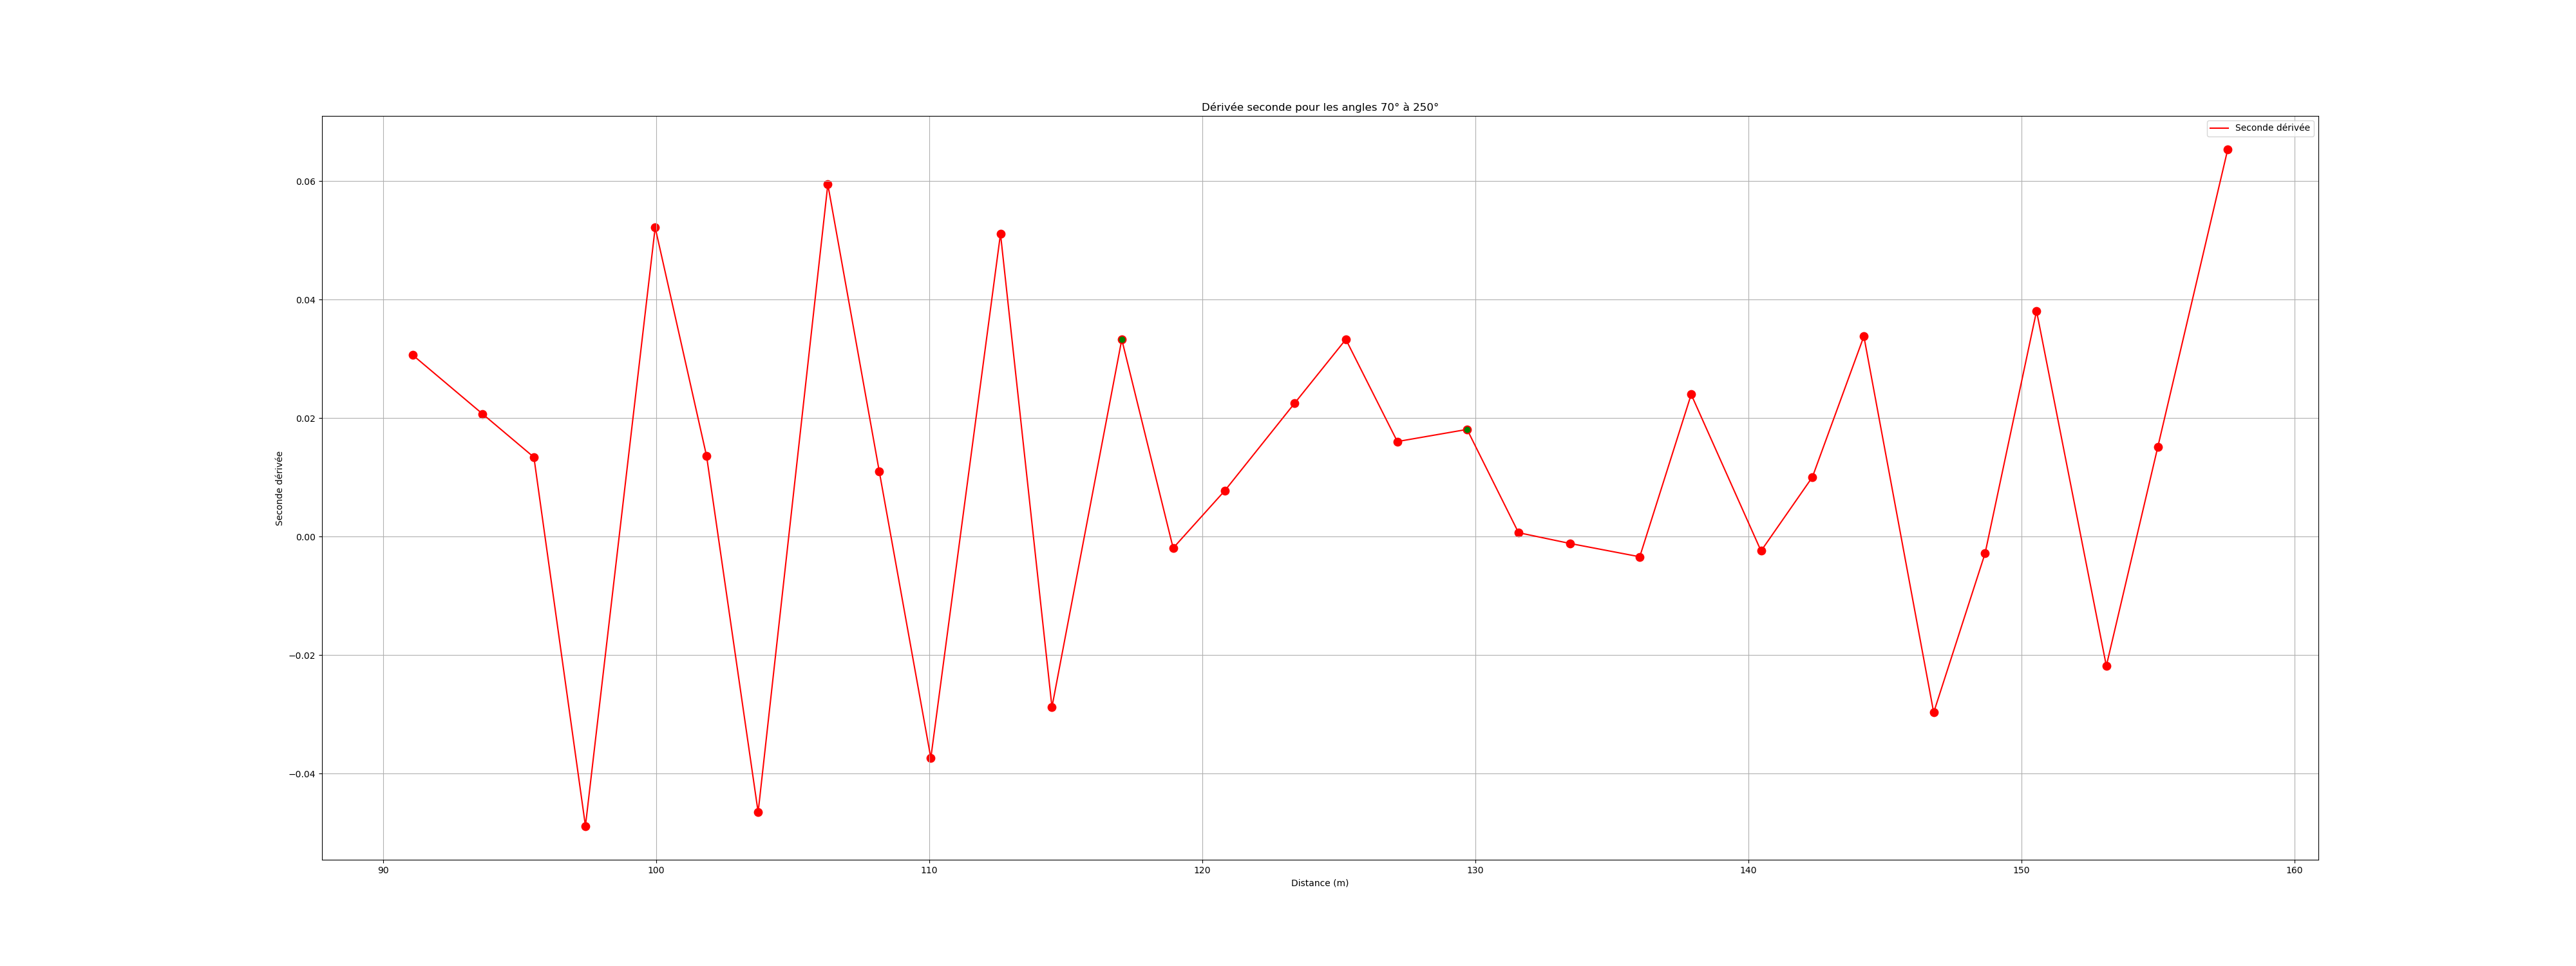 Dérivée seconde pour les angles 70° à 250°
Seconde dérivée
0.06
0.04
0.02
0.00
−0.02
−0.04
Seconde dérivée
90 100 110 120 130 140 150 160
Distance (m)